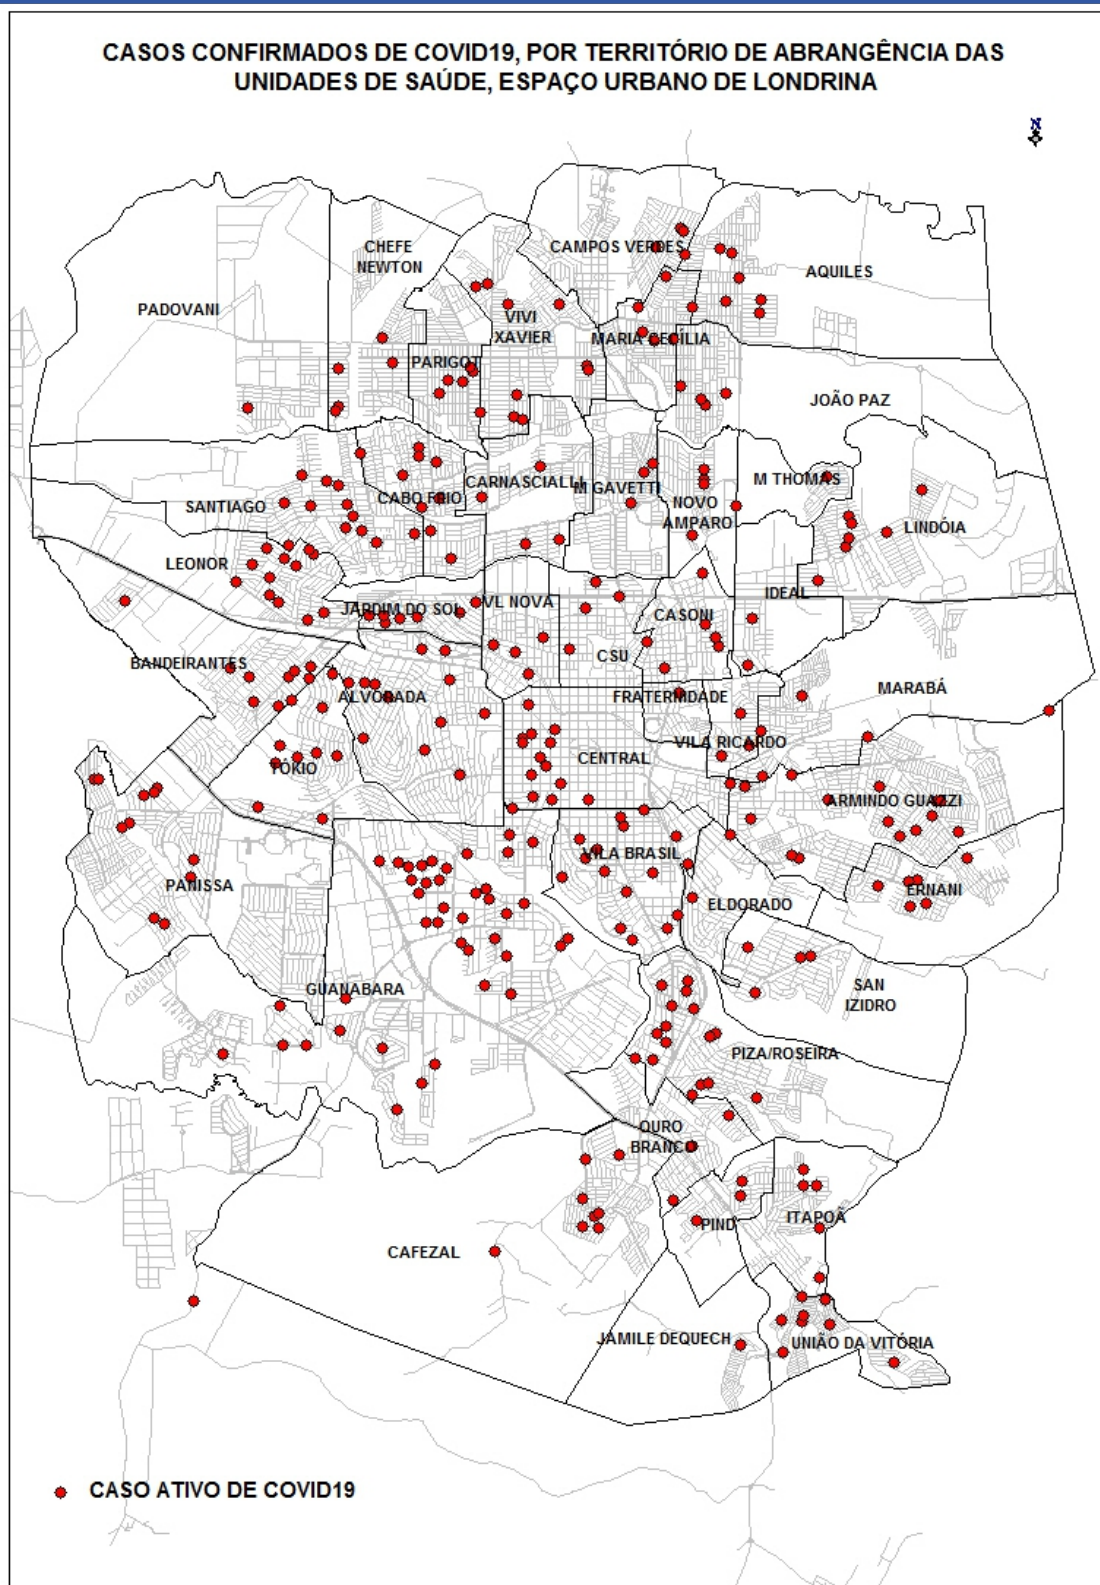 CASOS CONFIRMADOS DE COVID19, POR TERRITÓRIO DE ABRANGÊNCIA DAS
UNIDADES DE SAÚDE, ESPAÇO URBANO DE LONDRINA
N
CHEFE
NEWTON
CAMPOS VERDES
AQUILES
PADOVANI
VIVI
XAVIER
MARIA CECÍLIA
PARIGOT
JOÃO PAZ
SANTIAGO
CABO FRIO
CARNASCIALLI
M GAVETTI
M THOMAS
NOVO
AMPARO
LINDÓIA
LEONOR
JARDIM DO SOL
VL NOVA
IDEAL
CASONI
BANDEIRANTES
CSU
ALVORADA
FRATERNIDADE
MARABÁ
TÓKIO
CENTRAL
VILA RICARDO
ARMINDO GUAZZI
PANISSA
VILA BRASIL
ERNANI
ELDORADO
GUANABARA
SAN
IZIDRO
PIZA/ROSEIRA
OURO
BRANCO
CAFEZAL
PIND
ITAPOÃ
JAMILE DEQUECH
UNIÃO DA VITÓRIA
CASO ATIVO DE COVID19